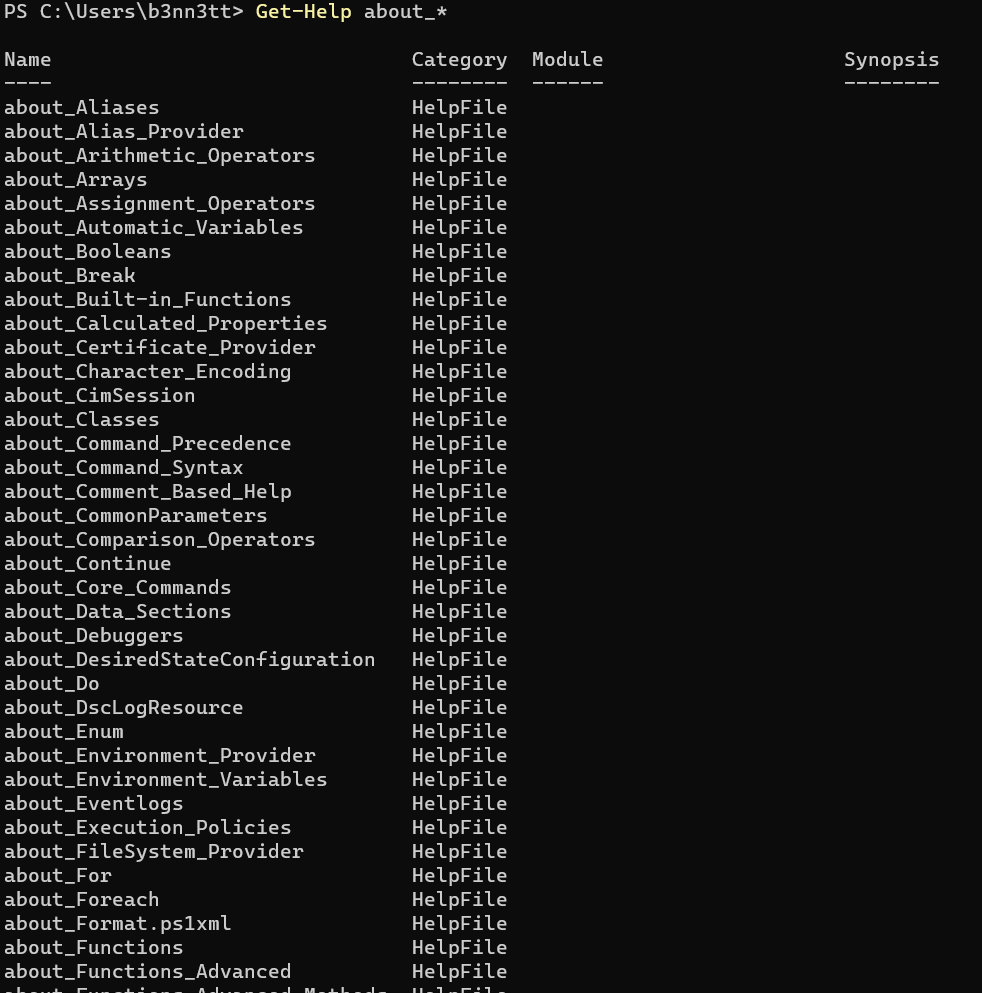 PS C:\Users\b3nn3tt> Get-Help about_*
Name Category Module Synopsis
---- -------- ------ --------
about_Aliases HelpFile
about_Alias_Provider HelpFile
about_Arithmetic_Operators HelpFile
about_Arrays HelpFile
about_Assignment_Operators HelpFile
about_Automatic_Variables HelpFile
about_Booleans HelpFile
about_Break HelpFile
about_Built-in_Functions HelpFile
about_Calculated_Properties HelpFile
about_Certificate_Provider HelpFile
about_Character_Encoding HelpFile
about_CimSession HelpFile
about_Classes HelpFile
about_Command_Precedence HelpFile
about_Command_Syntax HelpFile
about_Comment_Based_Help HelpFile
about_CommonParameters HelpFile
about_Comparison_Operators HelpFile
about_Continue HelpFile
about_Core_Commands HelpFile
about_Data_Sections HelpFile
about_Debuggers HelpFile
about_DesiredStateConfiguration HelpFile
about_Do HelpFile
about_DscLogResource HelpFile
about_Enum HelpFile
about_Environment_Provider HelpFile
about_Environment_Variables HelpFile
about_Eventlogs HelpFile
about_Execution_Policies HelpFile
about_FileSystem_Provider HelpFile
about_For HelpFile
about_Foreach HelpFile
about_Format.ps1xml HelpFile
about_Functions HelpFile
about_Functions_Advanced HelpFile
about_Functions_Advanced_Methods HelpFile